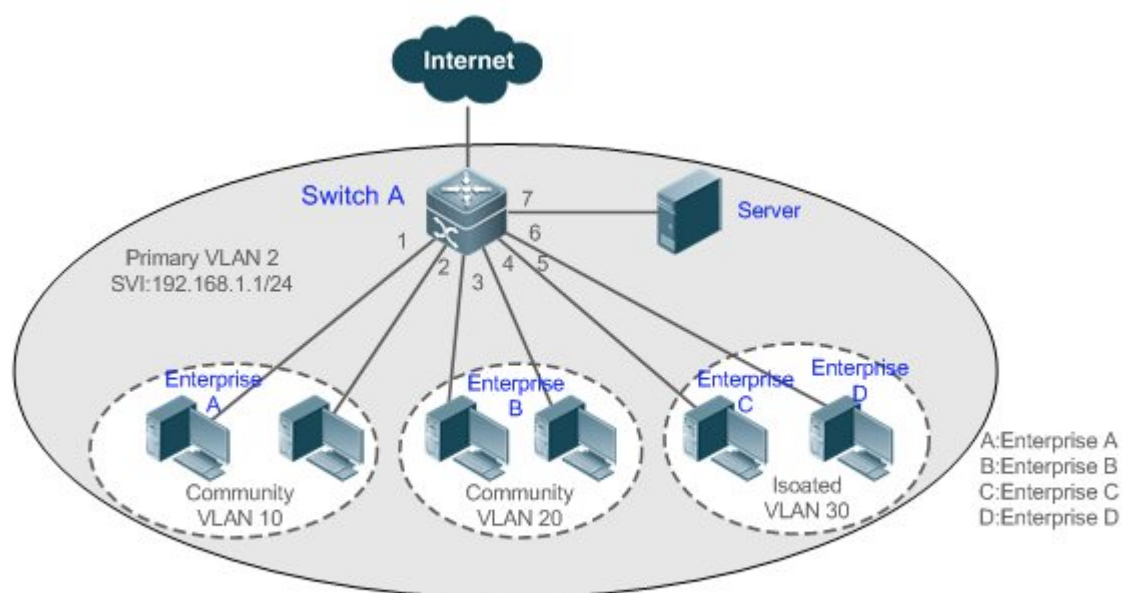 Internet
Switch A
7
Server
6
1
Primary VLAN 2
2
4
5
3
SVI:192.168.1.1/24
Enterprise
A
Enterprise
B
Enterprise
C
Enterprise
D
Community
VLAN 10
Community
VLAN 20
Isoated
VLAN 30
A:Enterprise A
B:Enterprise B
C:Enterprise C
D:Enterprise D